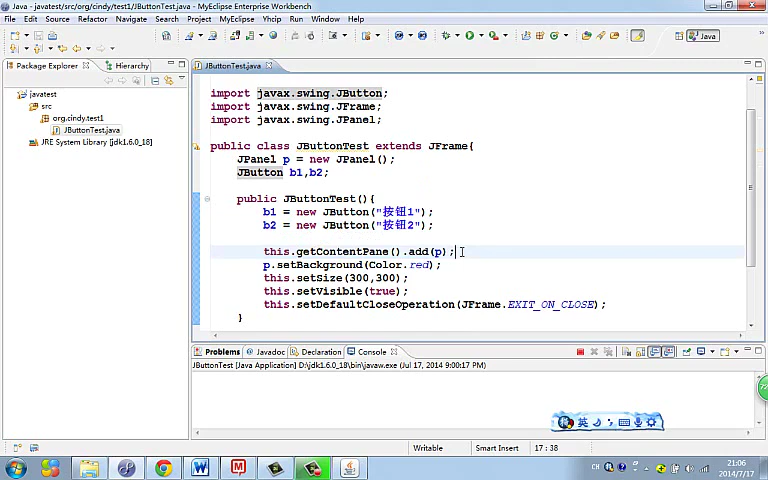 Java - javatest/src/org/cindy/test1/JButtonTest.java - MyEclipse Enterprise Workbench
File Edit Source Refactor Navigate Search Project MyEclipse Yhcip Run Window Help
Java
Package Explorer Hierarchy
javatest
src
org.cindy.test1
JButtonTest.java
JRE System Library [jdk1.6.0_18]
JButtonTest.java
import javax.swing.JButton;
import javax.swing.JFrame;
import javax.swing.JPanel;
public class JButtonTest extends JFrame{
JPanel p = new JPanel();
JButton b1,b2;
public JButtonTest(){
b1 = new JButton("按钮1");
b2 = new JButton("按钮2");
this.getContentPane().add(p);
p.setBackground(Color.red);
this.setSize(300,300);
this.setVisible(true);
this.setDefaultCloseOperation(JFrame.EXIT_ON_CLOSE);
}
Problems Javadoc Declaration Console
JButtonTest [Java Application] D:\jdk1.6.0_18\bin\javaw.exe (Jul 17, 2014 9:00:17 PM)
英
Writable Smart Insert 17 : 38
CH
21:06
2014/7/17